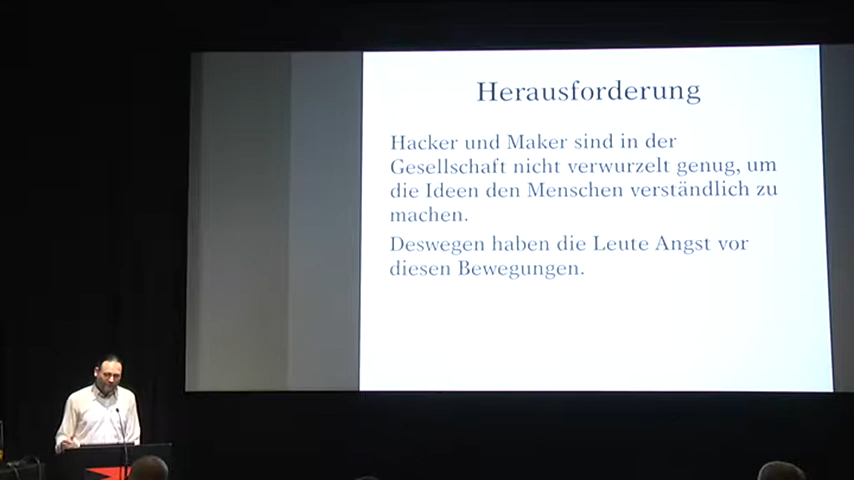 Herausforderung
Hacker und Maker sind in der
Gesellschaft nicht verwurzelt genug, um
die Ideen den Menschen verständlich zu
machen.
Deswegen haben die Leute Angst vor
diesen Bewegungen.